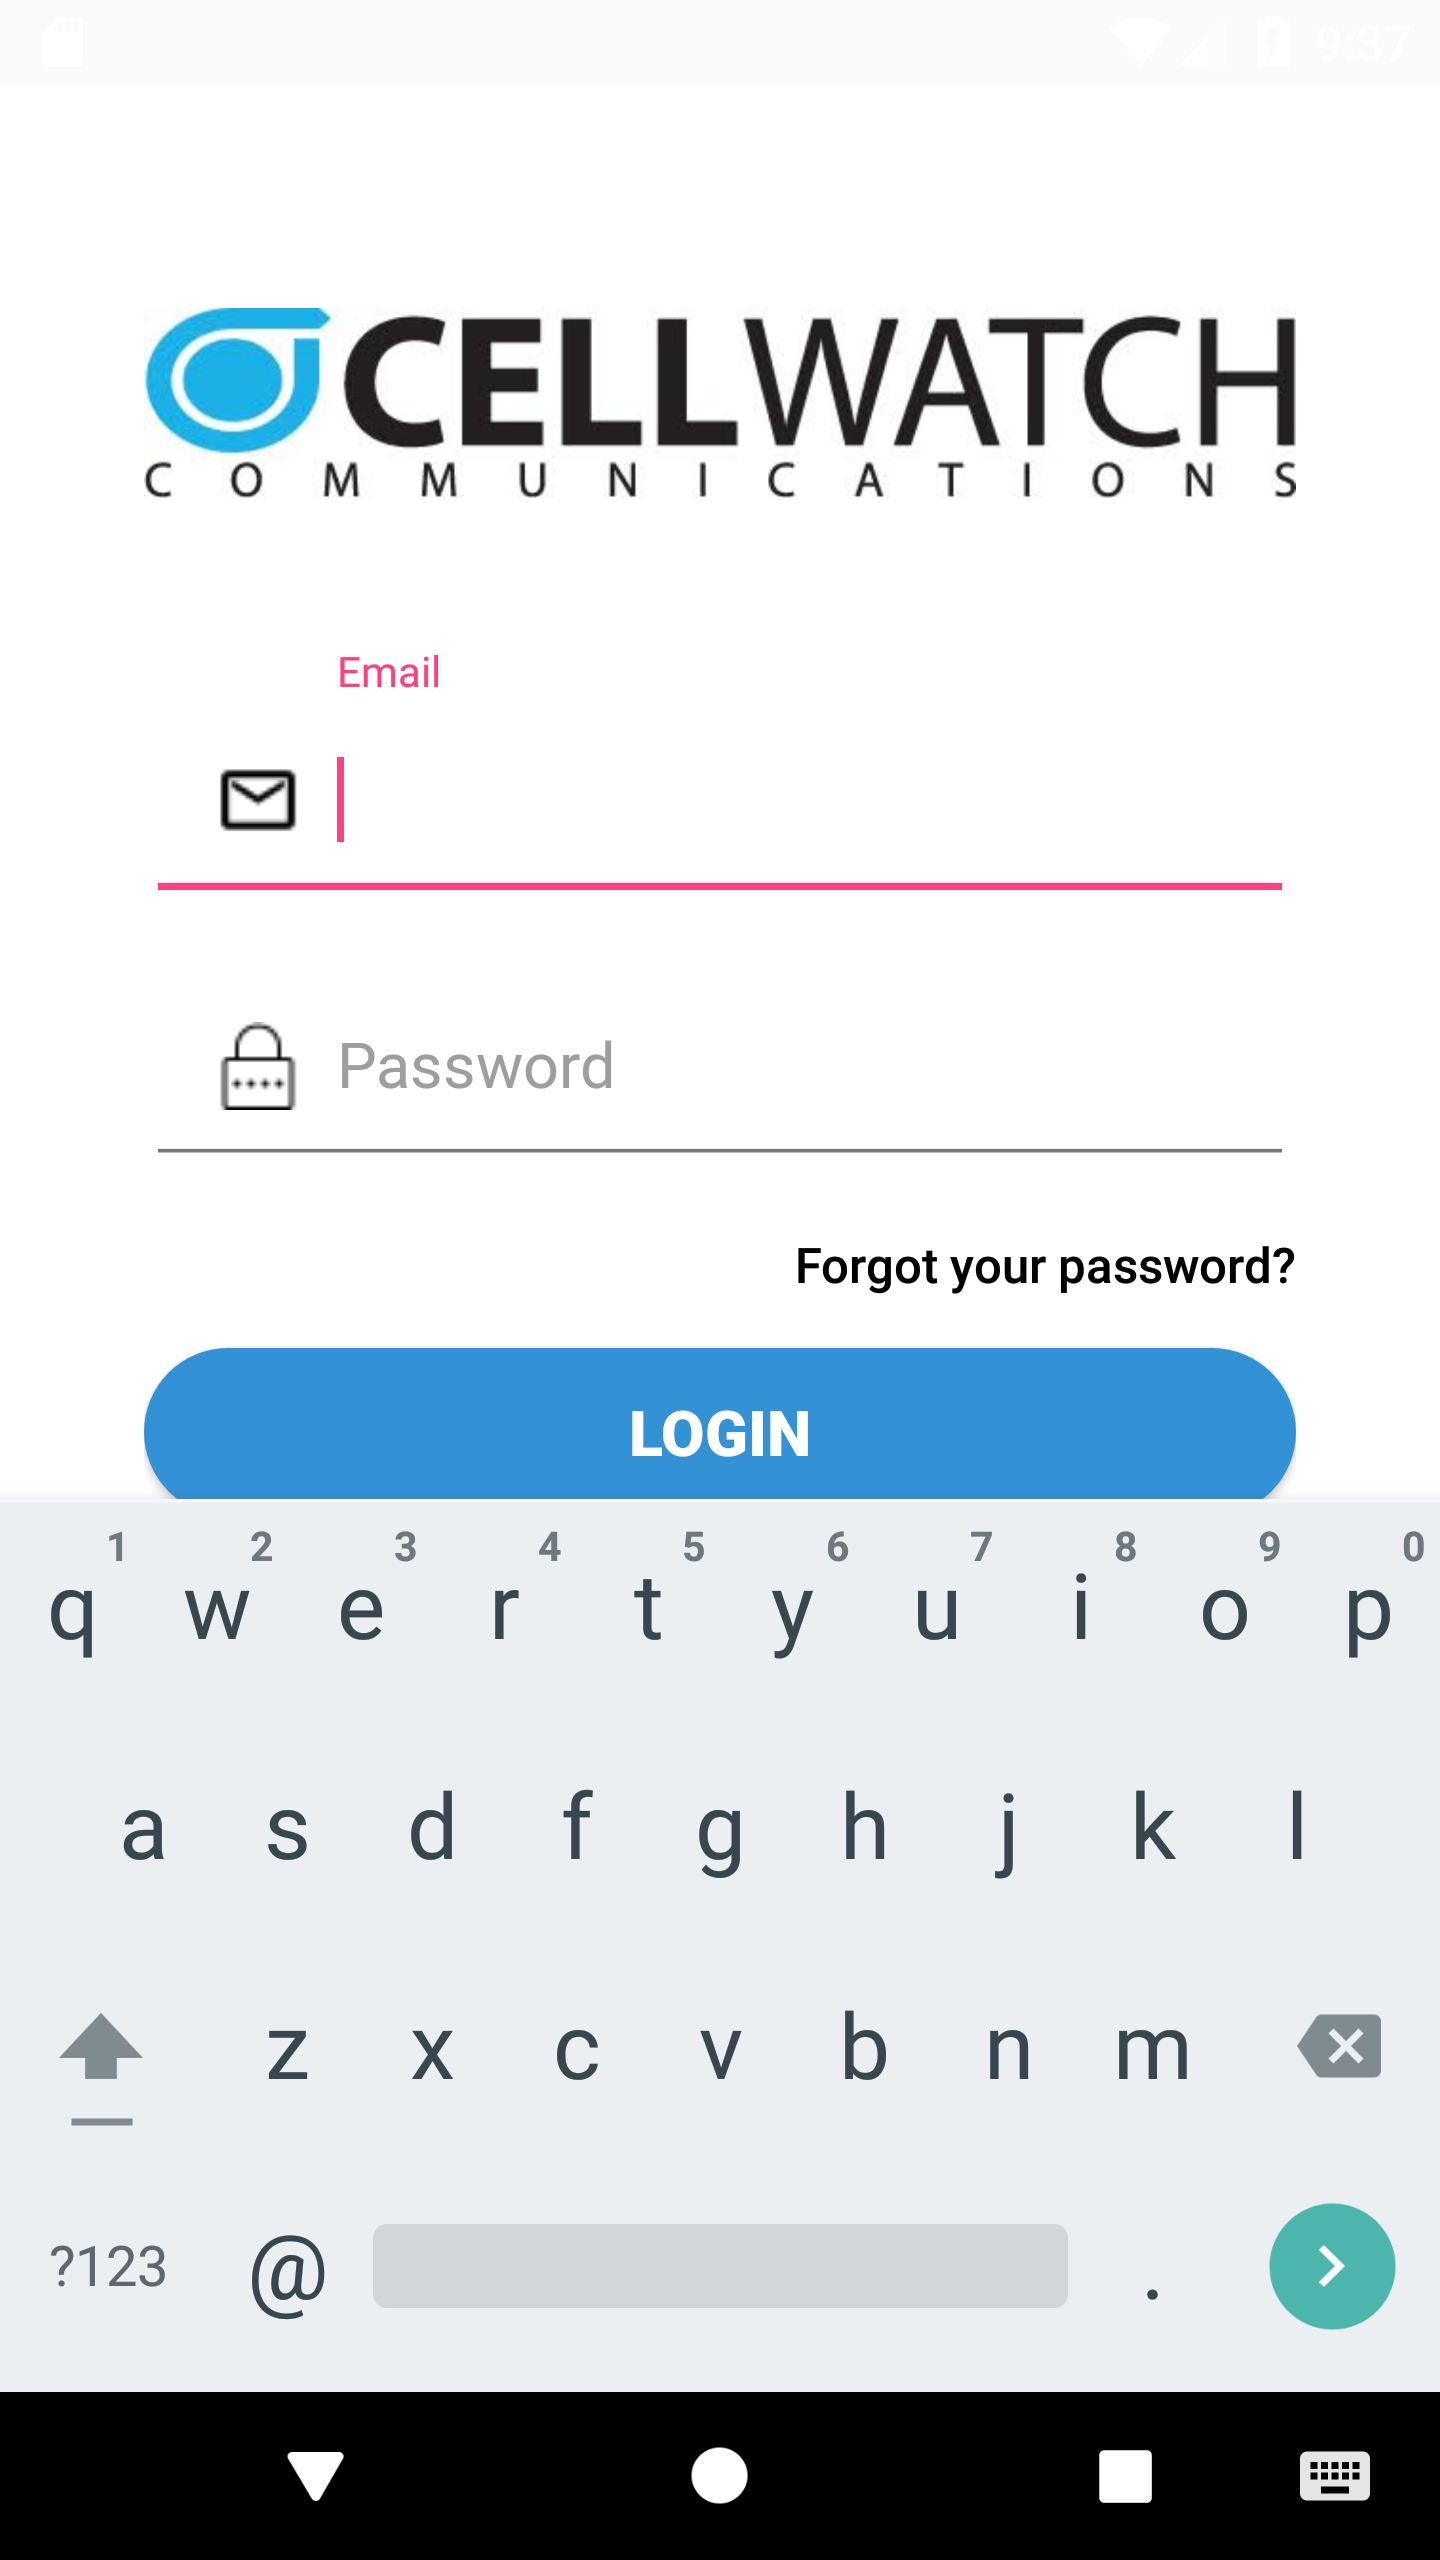 9:37
CELLWATCH
COMMUNICATIONS
Email
Password
Forgot your password?
LOGIN
1 2 3 4 5 6 7 8 9 0
q w e r t y u i o p
a s d f g h j k l
z x c v b n m
?123 @ .